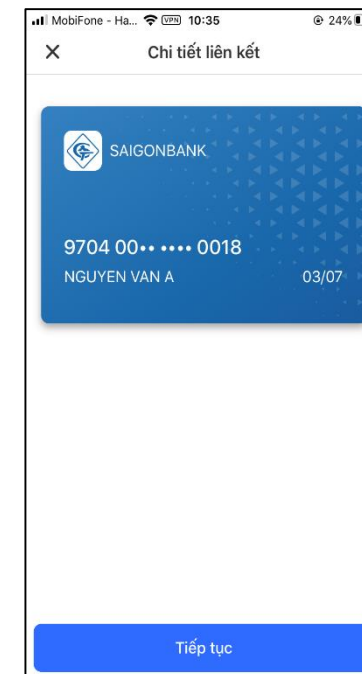 MobiFone - Ha... VPN 10:35 24%
Chi tiết liên kết
SAIGONBANK
9704 00•• •••• 0018
NGUYEN VAN A 03/07
Tiếp tục